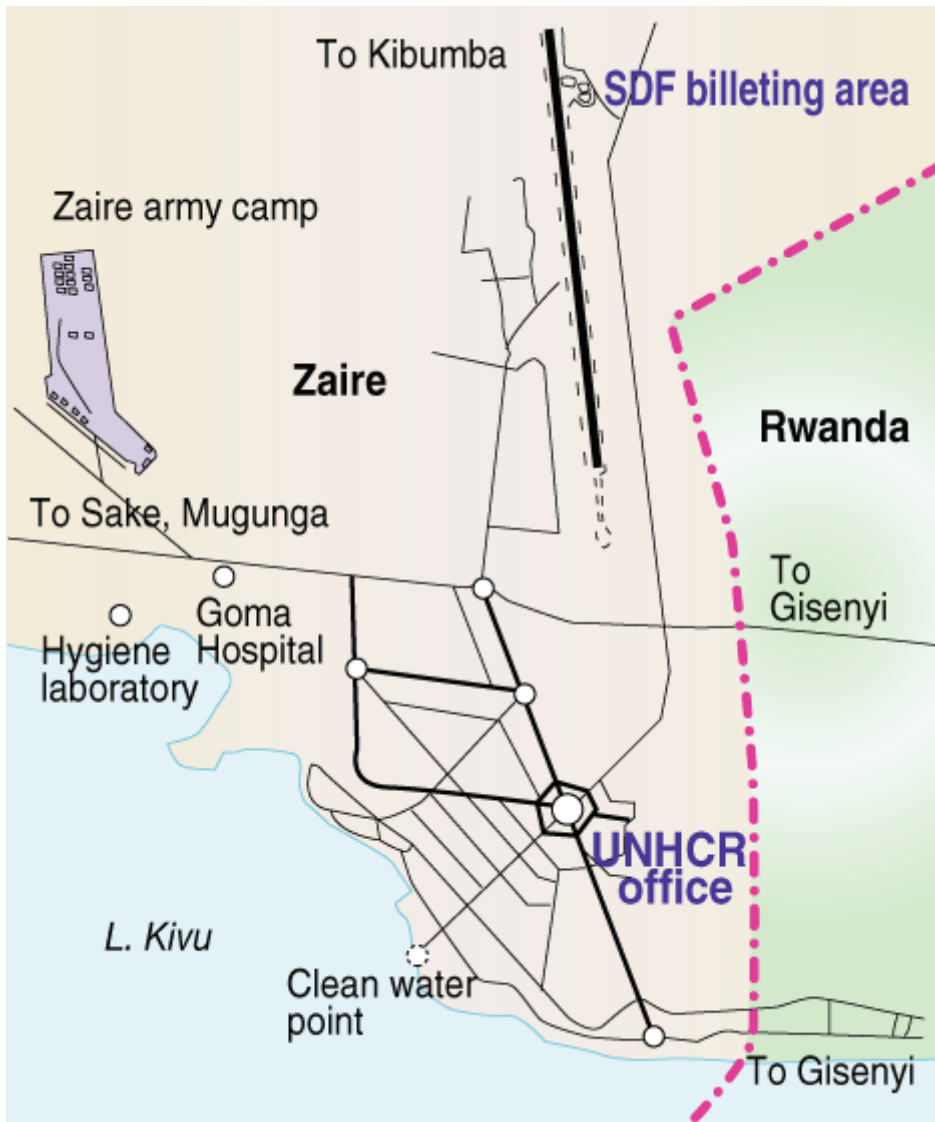 To Kibumba
SDF billeting area
Zaire army camp
Zaire
Rwanda
To Sake, Mugunga
To
Gisenyi
Goma
Hospital
Hygiene
laboratory
UNHCR
office
L. Kivu
Clean water
point
To Gisenyi